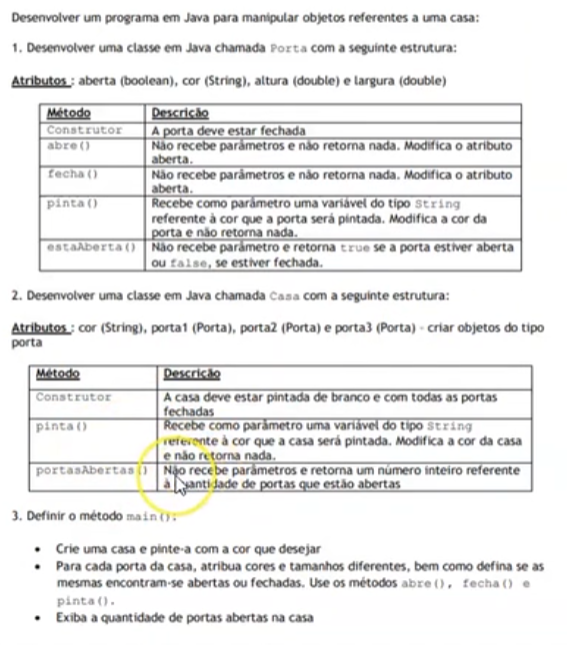 Desenvolver um programa em Java para manipular objetos referentes a uma casa:
1. Desenvolver uma classe em Java chamada Porta com a seguinte estrutura:
Atributos : aberta (boolean), cor (String), altura (double) e largura (double)
Método Descrição
Construtor A porta deve estar fechada
abre() Não recebe parâmetros e não retorna nada. Modifica o atributo
aberta.
fecha() Não recebe parâmetros e não retorna nada. Modifica o atributo
aberta.
pinta() Recebe como parâmetro uma variável do tipo String
referente à cor que a porta será pintada. Modifica a cor da
porta e não retorna nada.
estaAberta() Não recebe parâmetro e retorna true se a porta estiver aberta
ou false, se estiver fechada.
2. Desenvolver uma classe em Java chamada Casa com a seguinte estrutura:
Atributos : cor (String), porta1 (Porta), porta2 (Porta) e porta3 (Porta) - criar objetos do tipo
porta
Método Descrição
Construtor A casa deve estar pintada de branco e com todas as portas
fechadas
pinta() Recebe como parâmetro uma variável do tipo String
referente à cor que a casa será pintada. Modifica a cor da casa
e não retorna nada.
portasAbertas() Não recebe parâmetros e retorna um número inteiro referente
à quantidade de portas que estão abertas
3. Definir o método main():
• Crie uma casa e pinte-a com a cor que desejar
• Para cada porta da casa, atribua cores e tamanhos diferentes, bem como defina se as
mesmas encontram-se abertas ou fechadas. Use os métodos abre(), fecha() e
pinta().
• Exiba a quantidade de portas abertas na casa